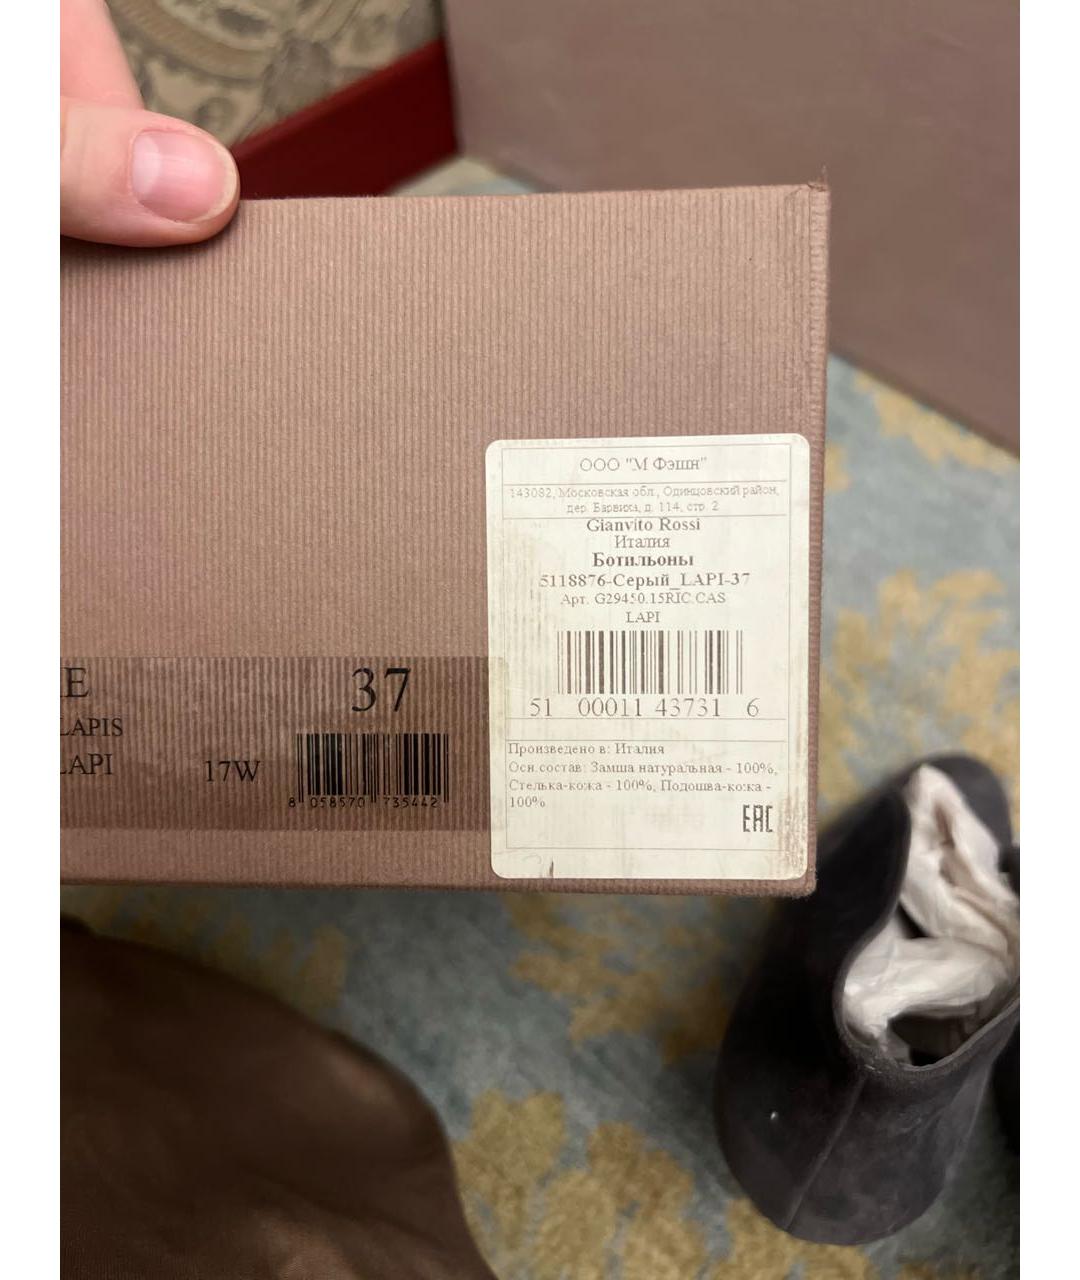 ООО "М Фэшн"
143082, Московская обл., Одинцовский район,
дер. Барвиха, д. 114, стр. 2
Gianvito Rossi
Италия
Ботильоны
5118876-Серый_LAPI-37
Арт. G29450.15RIC.CAS
LAPI
51 00011 43731 6
Произведено в: Италия
Осн.состав: Замша натуральная - 100%,
Стелька-кожа - 100%, Подошва-кожа -
100%
EAC
37
LAPIS
LAPI
17W
8 058570 735442